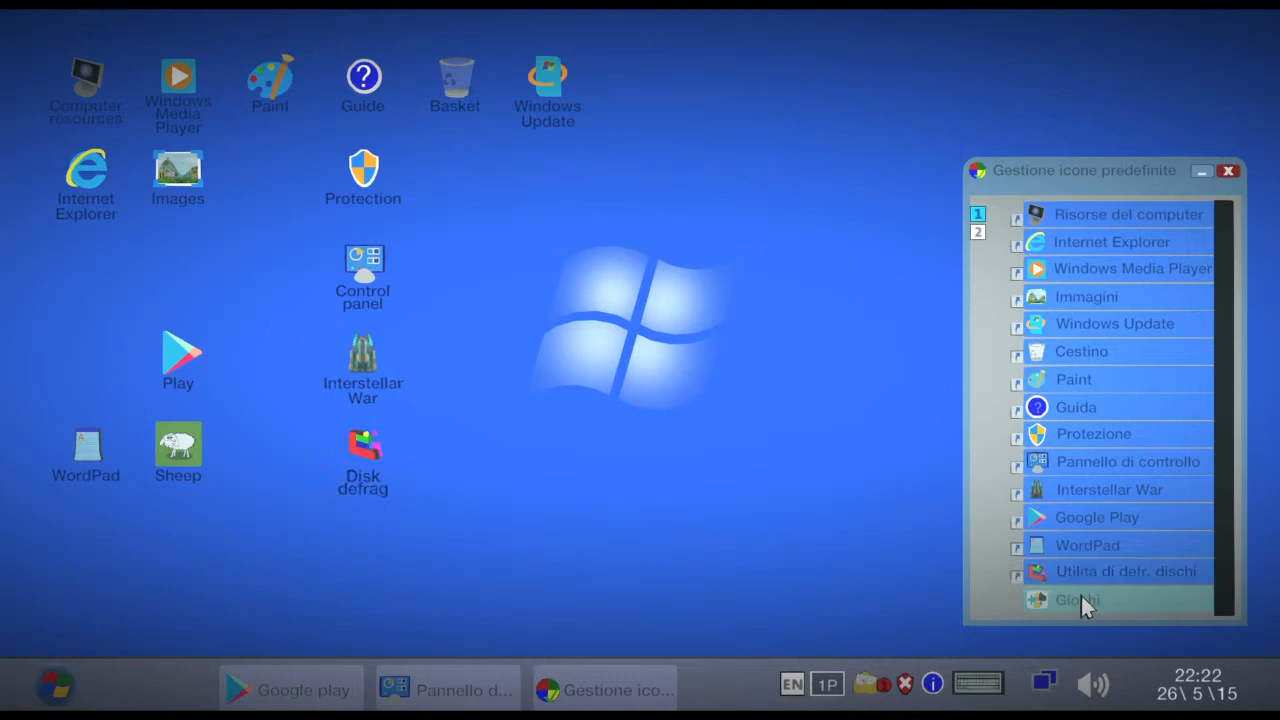 Computer
resources
Windows
Media
Player
Paint
Guide
Basket
Windows
Update
Internet
Explorer
Images
Protection
Control
panel
Play
Interstellar
War
WordPad
Sheep
Disk
defrag
Gestione icone predefinite
1
2
Risorse del computer
Internet Explorer
Windows Media Player
Immagini
Windows Update
Cestino
Paint
Guida
Protezione
Pannello di controllo
Interstellar War
Google Play
WordPad
Utilita di defr. dischi
Giochi
Google play
Pannello d...
Gestione ico...
EN
1P
22:22
26\ 5 \15